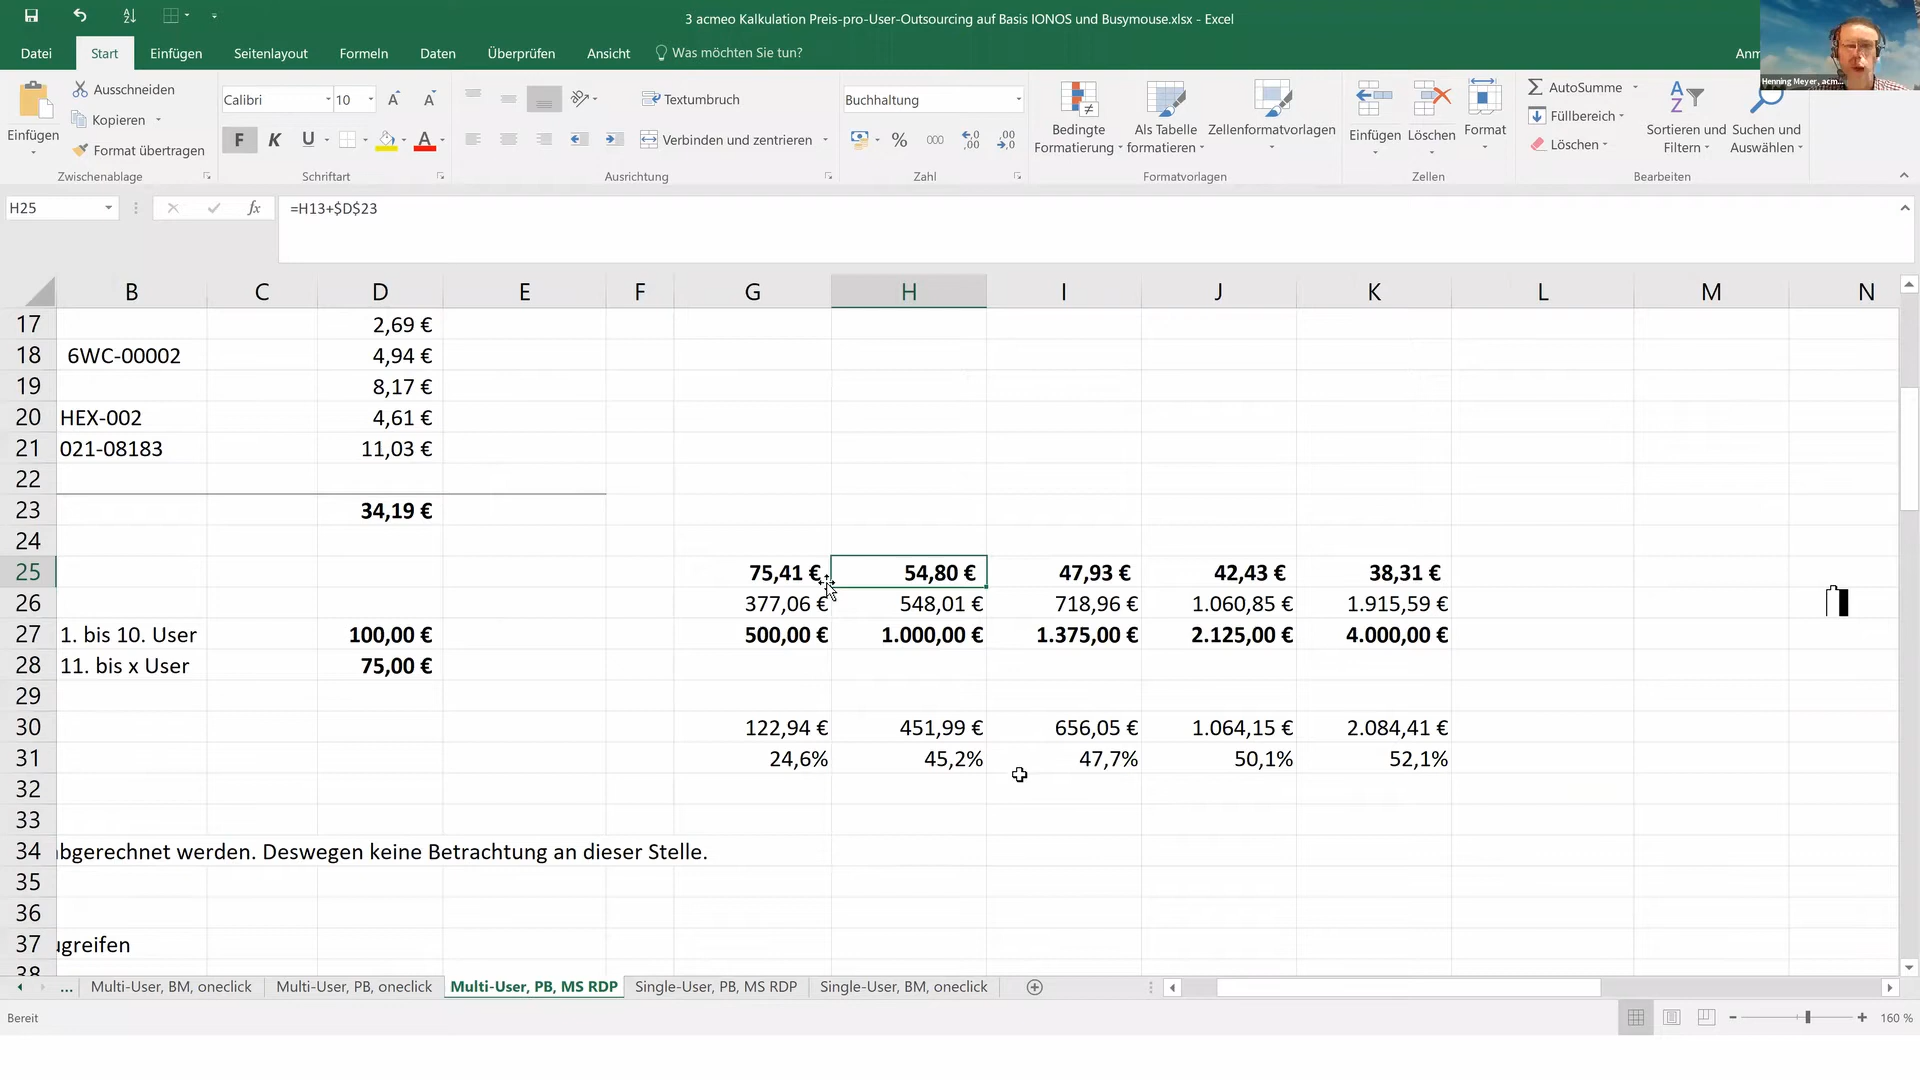 3 acmeo Kalkulation Preis-pro-User-Outsourcing auf Basis IONOS und Busymouse.xlsx - Excel
Datei Start Einfügen Seitenlayout Formeln Daten Überprüfen Ansicht Was möchten Sie tun?
Henning Meyer, acm...
Einfügen
Ausschneiden
Kopieren
Format übertragen
Zwischenablage
Calibri 10
F K U
Schriftart
Textumbruch
Verbinden und zentrieren
Ausrichtung
Buchhaltung
% 000
Zahl
Bedingte Formatierung
Als Tabelle formatieren
Zellenformatvorlagen
Formatvorlagen
Einfügen Löschen Format
Zellen
AutoSumme
Füllbereich
Löschen
Sortieren und Filtern
Suchen und Auswählen
Bearbeiten
H25 fx =H13+$D$23
B C D E F G H I J K L M N
17 2,69 €
18 6WC-00002 4,94 €
19 8,17 €
20 HEX-002 4,61 €
21 021-08183 11,03 €
22
23 34,19 €
24
25 75,41 € 54,80 € 47,93 € 42,43 € 38,31 €
26 377,06 € 548,01 € 718,96 € 1.060,85 € 1.915,59 €
27 1. bis 10. User 100,00 € 500,00 € 1.000,00 € 1.375,00 € 2.125,00 € 4.000,00 €
28 11. bis x User 75,00 €
29
30 122,94 € 451,99 € 656,05 € 1.064,15 € 2.084,41 €
31 24,6% 45,2% 47,7% 50,1% 52,1%
32
33
34 abgerechnet werden. Deswegen keine Betrachtung an dieser Stelle.
35
36
37 ugreifen
38
... Multi-User, BM, oneclick Multi-User, PB, oneclick Multi-User, PB, MS RDP Single-User, PB, MS RDP Single-User, BM, oneclick
Bereit 160 %